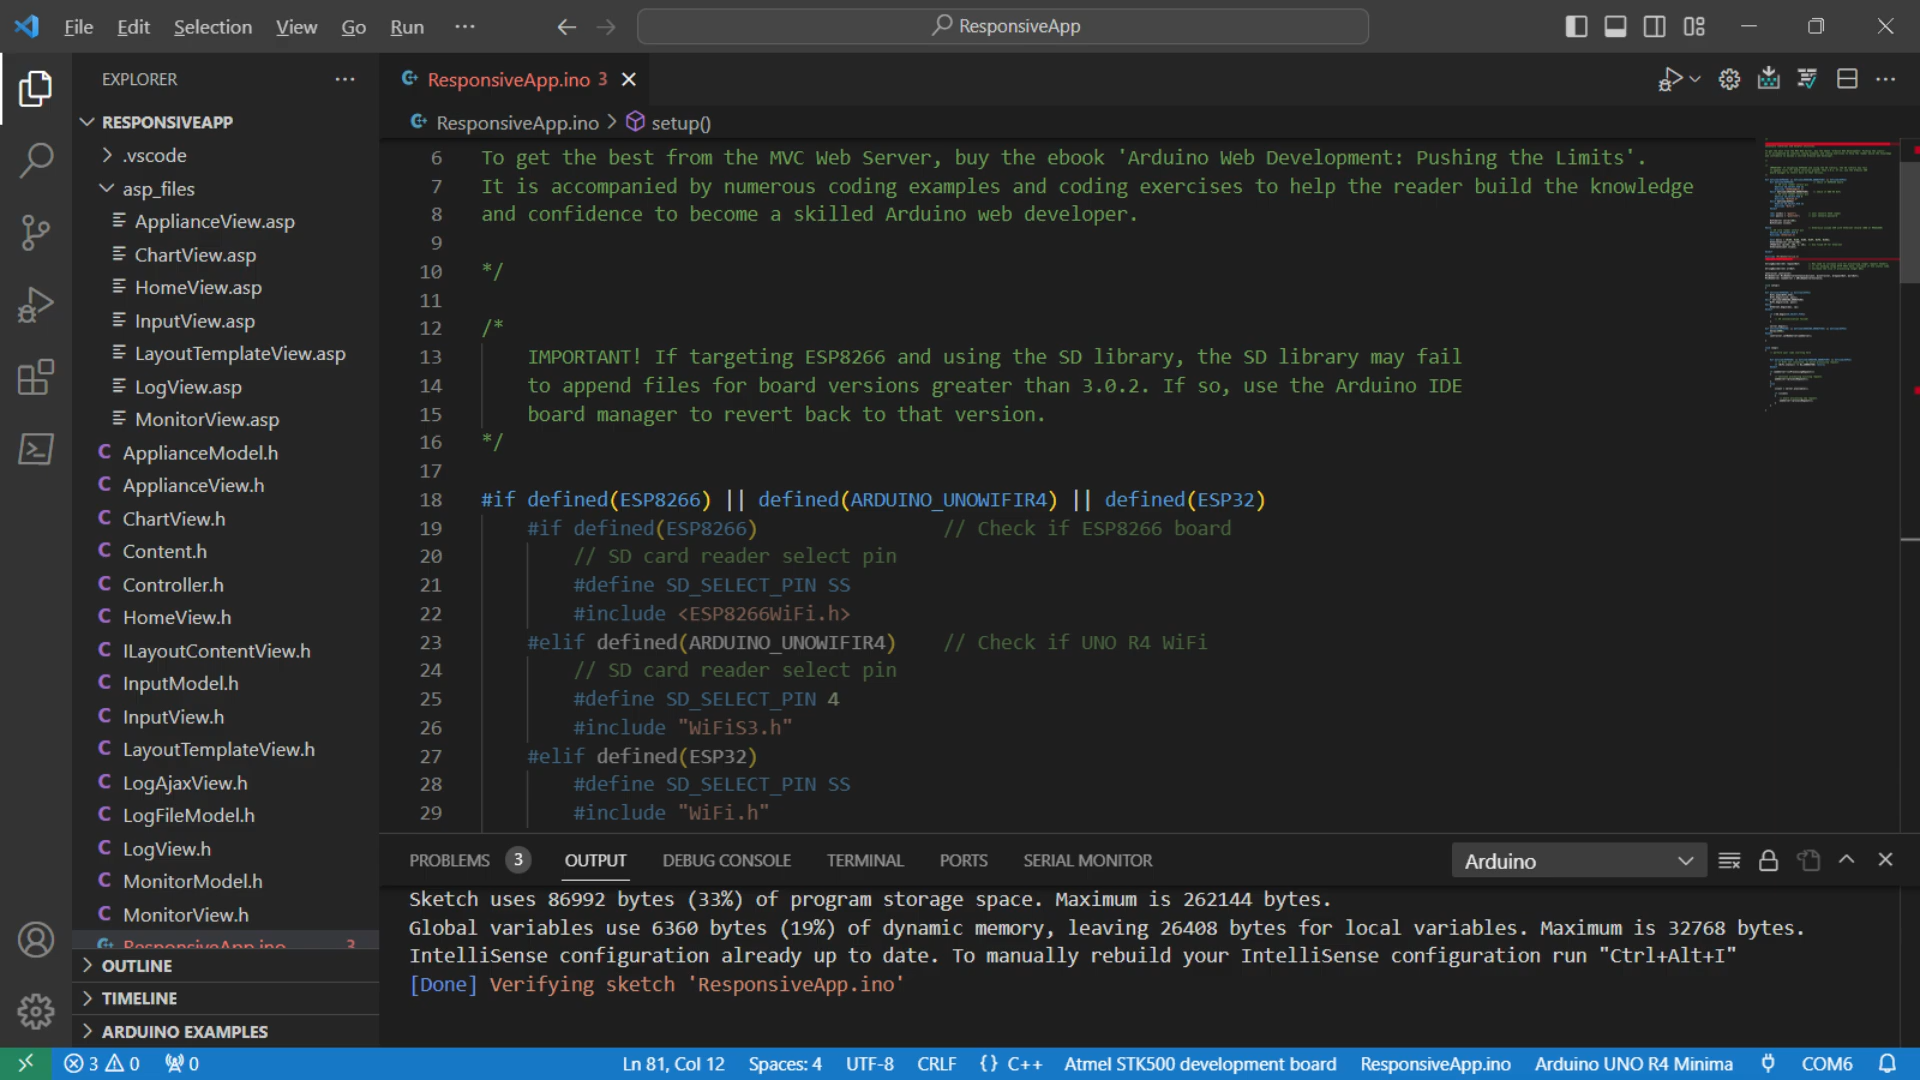 File Edit Selection View Go Run ··· ResponsiveApp
EXPLORER ···
RESPONSIVEAPP
.vscode
asp_files
ApplianceView.asp
ChartView.asp
HomeView.asp
InputView.asp
LayoutTemplateView.asp
LogView.asp
MonitorView.asp
C ApplianceModel.h
C ApplianceView.h
C ChartView.h
C Content.h
C Controller.h
C HomeView.h
C ILayoutContentView.h
C InputModel.h
C InputView.h
C LayoutTemplateView.h
C LogAjaxView.h
C LogFileModel.h
C LogView.h
C MonitorModel.h
C MonitorView.h
ResponsiveApp.ino 3
OUTLINE
TIMELINE
ARDUINO EXAMPLES
ResponsiveApp.ino 3
ResponsiveApp.ino > setup()
6 To get the best from the MVC Web Server, buy the ebook 'Arduino Web Development: Pushing the Limits'.
7 It is accompanied by numerous coding examples and coding exercises to help the reader build the knowledge
8 and confidence to become a skilled Arduino web developer.
9
10 */
11
12 /*
13 IMPORTANT! If targeting ESP8266 and using the SD library, the SD library may fail
14 to append files for board versions greater than 3.0.2. If so, use the Arduino IDE
15 board manager to revert back to that version.
16 */
17
18 #if defined(ESP8266) || defined(ARDUINO_UNOWIFIR4) || defined(ESP32)
19 #if defined(ESP8266) // Check if ESP8266 board
20 // SD card reader select pin
21 #define SD_SELECT_PIN SS
22 #include <ESP8266WiFi.h>
23 #elif defined(ARDUINO_UNOWIFIR4) // Check if UNO R4 WiFi
24 // SD card reader select pin
25 #define SD_SELECT_PIN 4
26 #include "WiFiS3.h"
27 #elif defined(ESP32)
28 #define SD_SELECT_PIN SS
29 #include "WiFi.h"
PROBLEMS 3 OUTPUT DEBUG CONSOLE TERMINAL PORTS SERIAL MONITOR Arduino
Sketch uses 86992 bytes (33%) of program storage space. Maximum is 262144 bytes.
Global variables use 6360 bytes (19%) of dynamic memory, leaving 26408 bytes for local variables. Maximum is 32768 bytes.
IntelliSense configuration already up to date. To manually rebuild your IntelliSense configuration run "Ctrl+Alt+I"
[Done] Verifying sketch 'ResponsiveApp.ino'
3 0 0 Ln 81, Col 12 Spaces: 4 UTF-8 CRLF {} C++ Atmel STK500 development board ResponsiveApp.ino Arduino UNO R4 Minima COM6